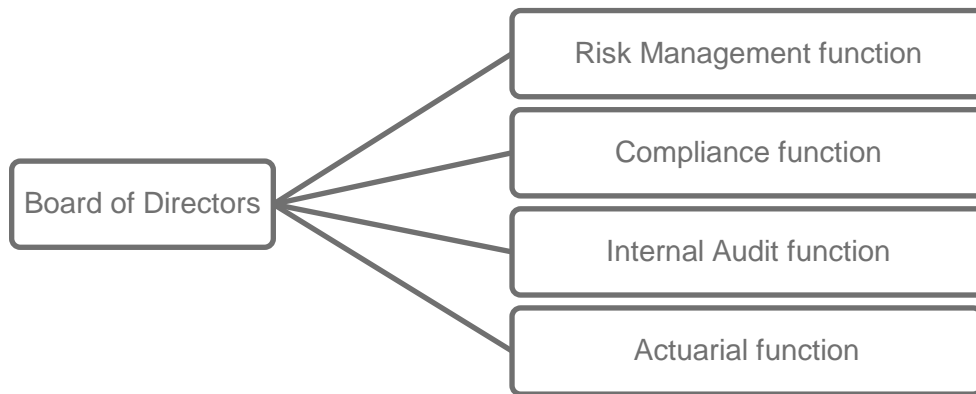 Risk Management function
Compliance function
Board of Directors
Internal Audit function
Actuarial function